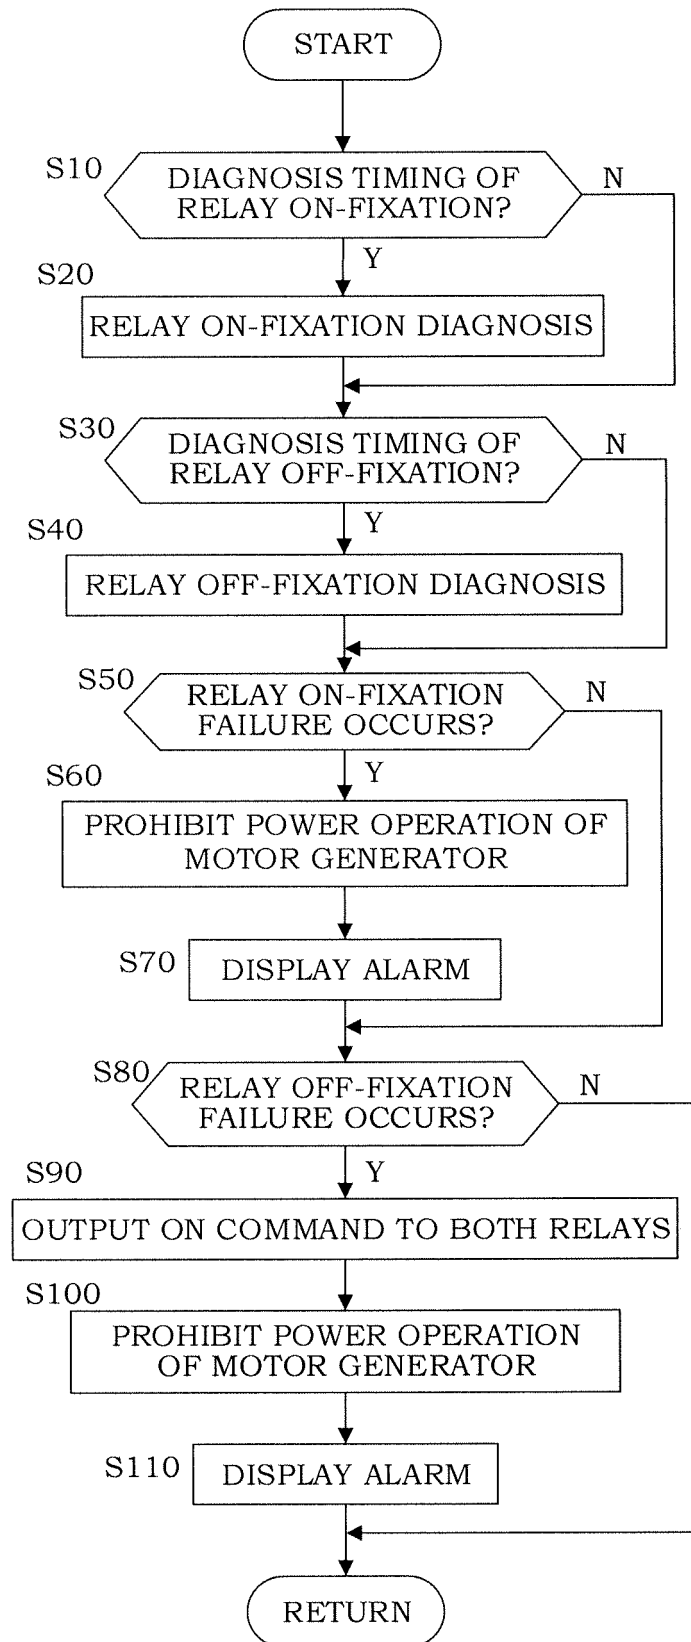 START
S10
DIAGNOSIS TIMING OF
RELAY ON-FIXATION?
N
Y
S20
RELAY ON-FIXATION DIAGNOSIS
S30
DIAGNOSIS TIMING OF
RELAY OFF-FIXATION?
N
Y
S40
RELAY OFF-FIXATION DIAGNOSIS
S50
RELAY ON-FIXATION
FAILURE OCCURS?
N
Y
S60
PROHIBIT POWER OPERATION OF
MOTOR GENERATOR
S70
DISPLAY ALARM
S80
RELAY OFF-FIXATION
FAILURE OCCURS?
N
Y
S90
OUTPUT ON COMMAND TO BOTH RELAYS
S100
PROHIBIT POWER OPERATION
OF MOTOR GENERATOR
S110
DISPLAY ALARM
RETURN